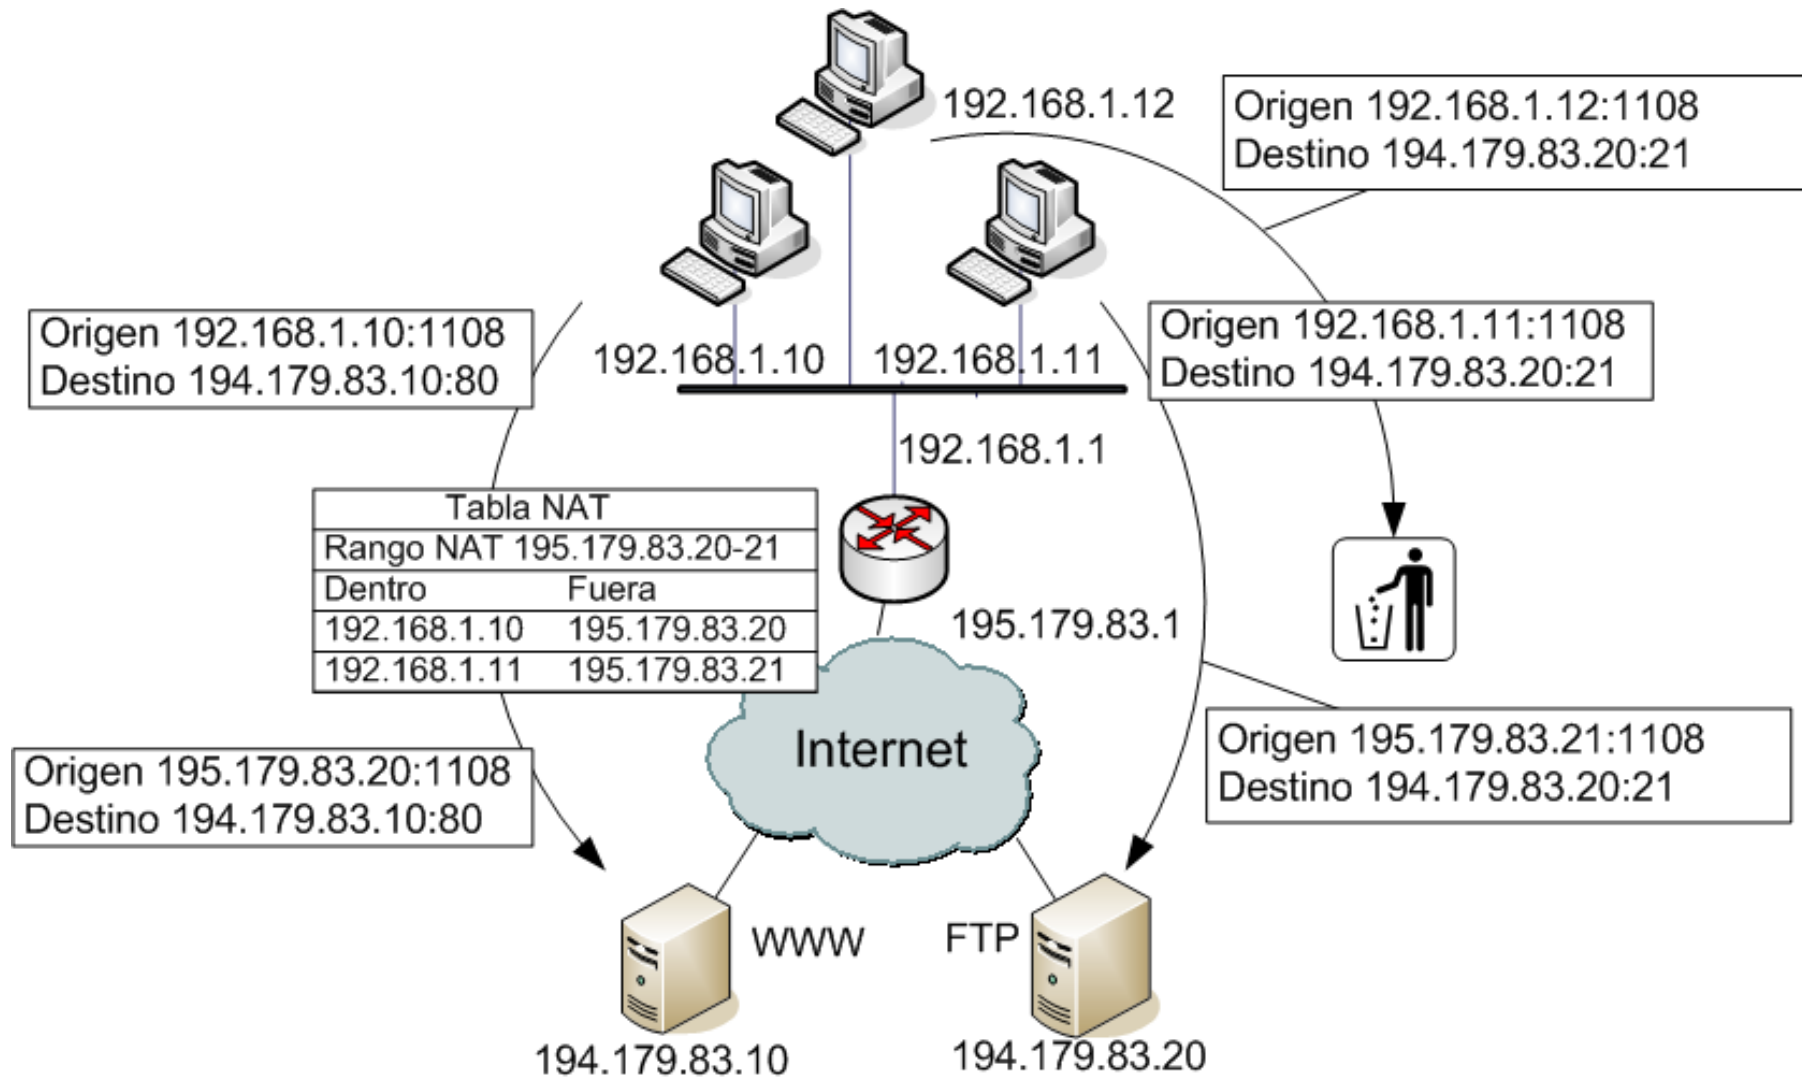 192.168.1.12
Origen 192.168.1.12:1108
Destino 194.179.83.20:21
Origen 192.168.1.10:1108
Destino 194.179.83.10:80
192.168.1.10
192.168.1.11
Origen 192.168.1.11:1108
Destino 194.179.83.20:21
192.168.1.1
Tabla NAT
Rango NAT 195.179.83.20-21
Dentro Fuera
192.168.1.10 195.179.83.20
192.168.1.11 195.179.83.21
195.179.83.1
Internet
Origen 195.179.83.20:1108
Destino 194.179.83.10:80
Origen 195.179.83.21:1108
Destino 194.179.83.20:21
WWW
FTP
194.179.83.10
194.179.83.20